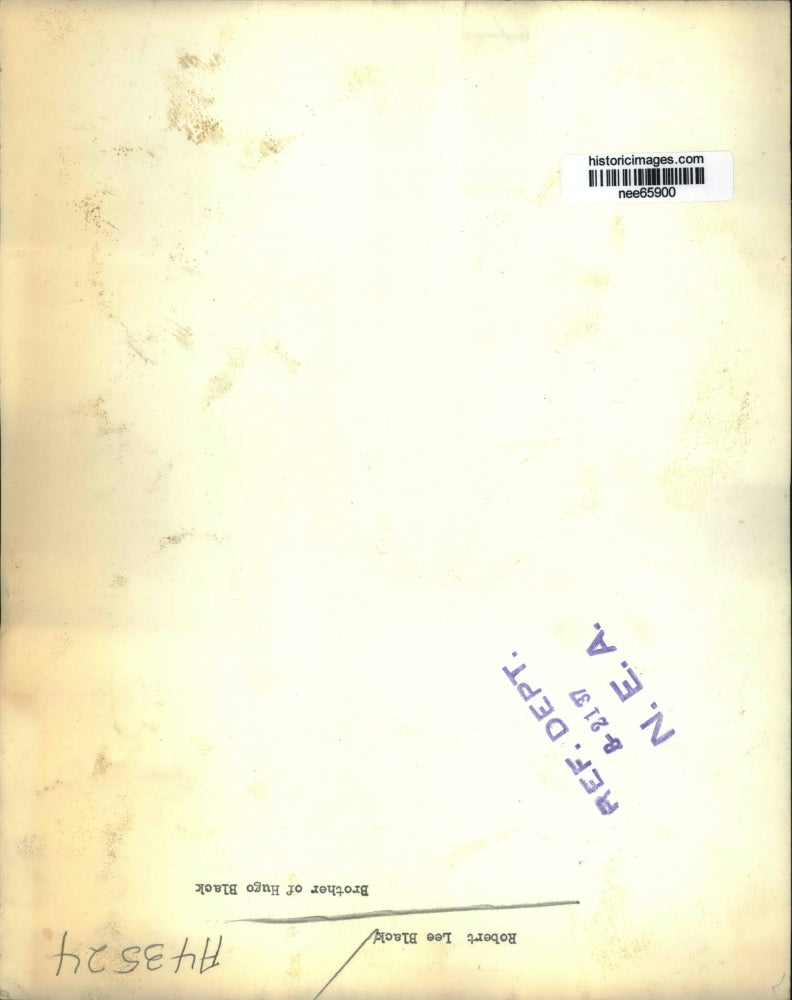 historicimages.com
nee65900
REF. DEPT.
8-21 37
N. E. A.
A43524
Robert Lee Black
Brother of Hugo Black